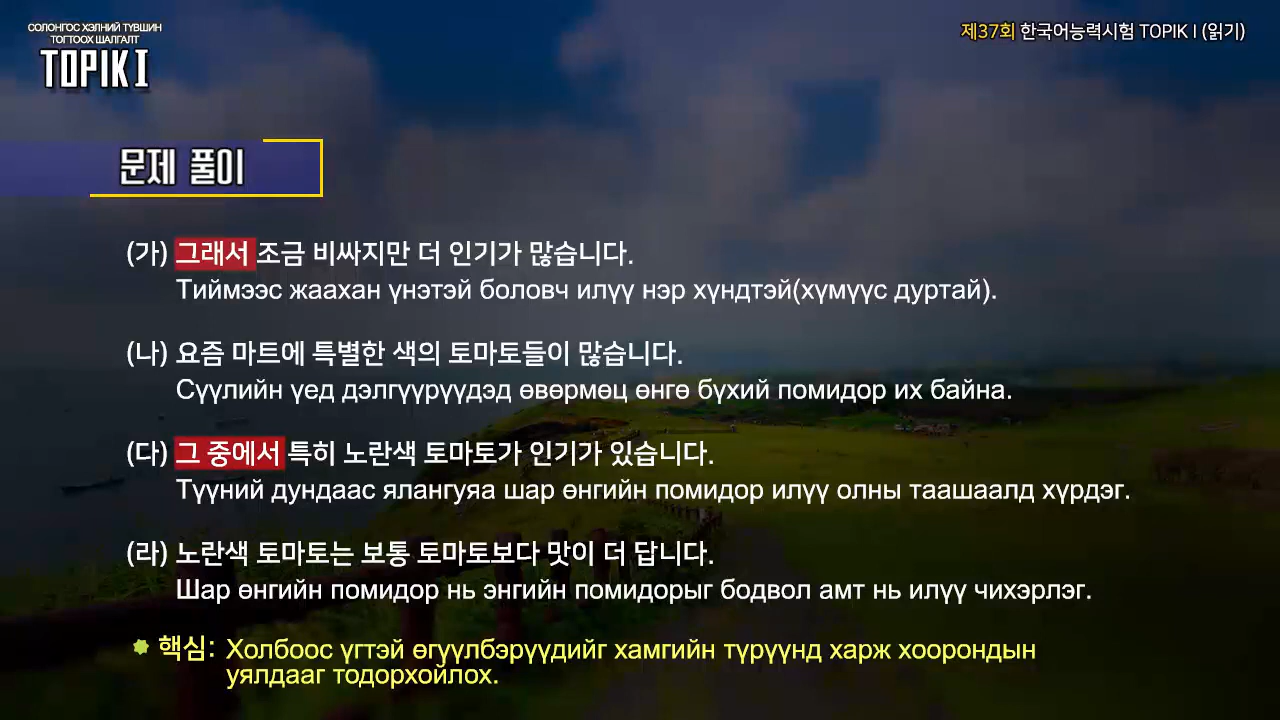 СОЛОНГОС ХЭЛНИЙ ТҮВШИН
ТОГТООХ ШАЛГАЛТ
TOPIK I
제37회 한국어능력시험 TOPIK I (읽기)
문제 풀이
(가) 그래서 조금 비싸지만 더 인기가 많습니다.
Тиймээс жаахан үнэтэй боловч илүү нэр хүндтэй(хүмүүс дуртай).
(나) 요즘 마트에 특별한 색의 토마토들이 많습니다.
Сүүлийн үед дэлгүүрүүдэд өвөрмөц өнгө бүхий помидор их байна.
(다) 그 중에서 특히 노란색 토마토가 인기가 있습니다.
Түүний дундаас ялангуяа шар өнгийн помидор илүү олны таашаалд хүрдэг.
(라) 노란색 토마토는 보통 토마토보다 맛이 더 답니다.
Шар өнгийн помидор нь энгийн помидорыг бодвол амт нь илүү чихэрлэг.
핵심: Холбоос үгтэй өгүүлбэрүүдийг хамгийн түрүүнд харж хоорондын
уялдааг тодорхойлох.